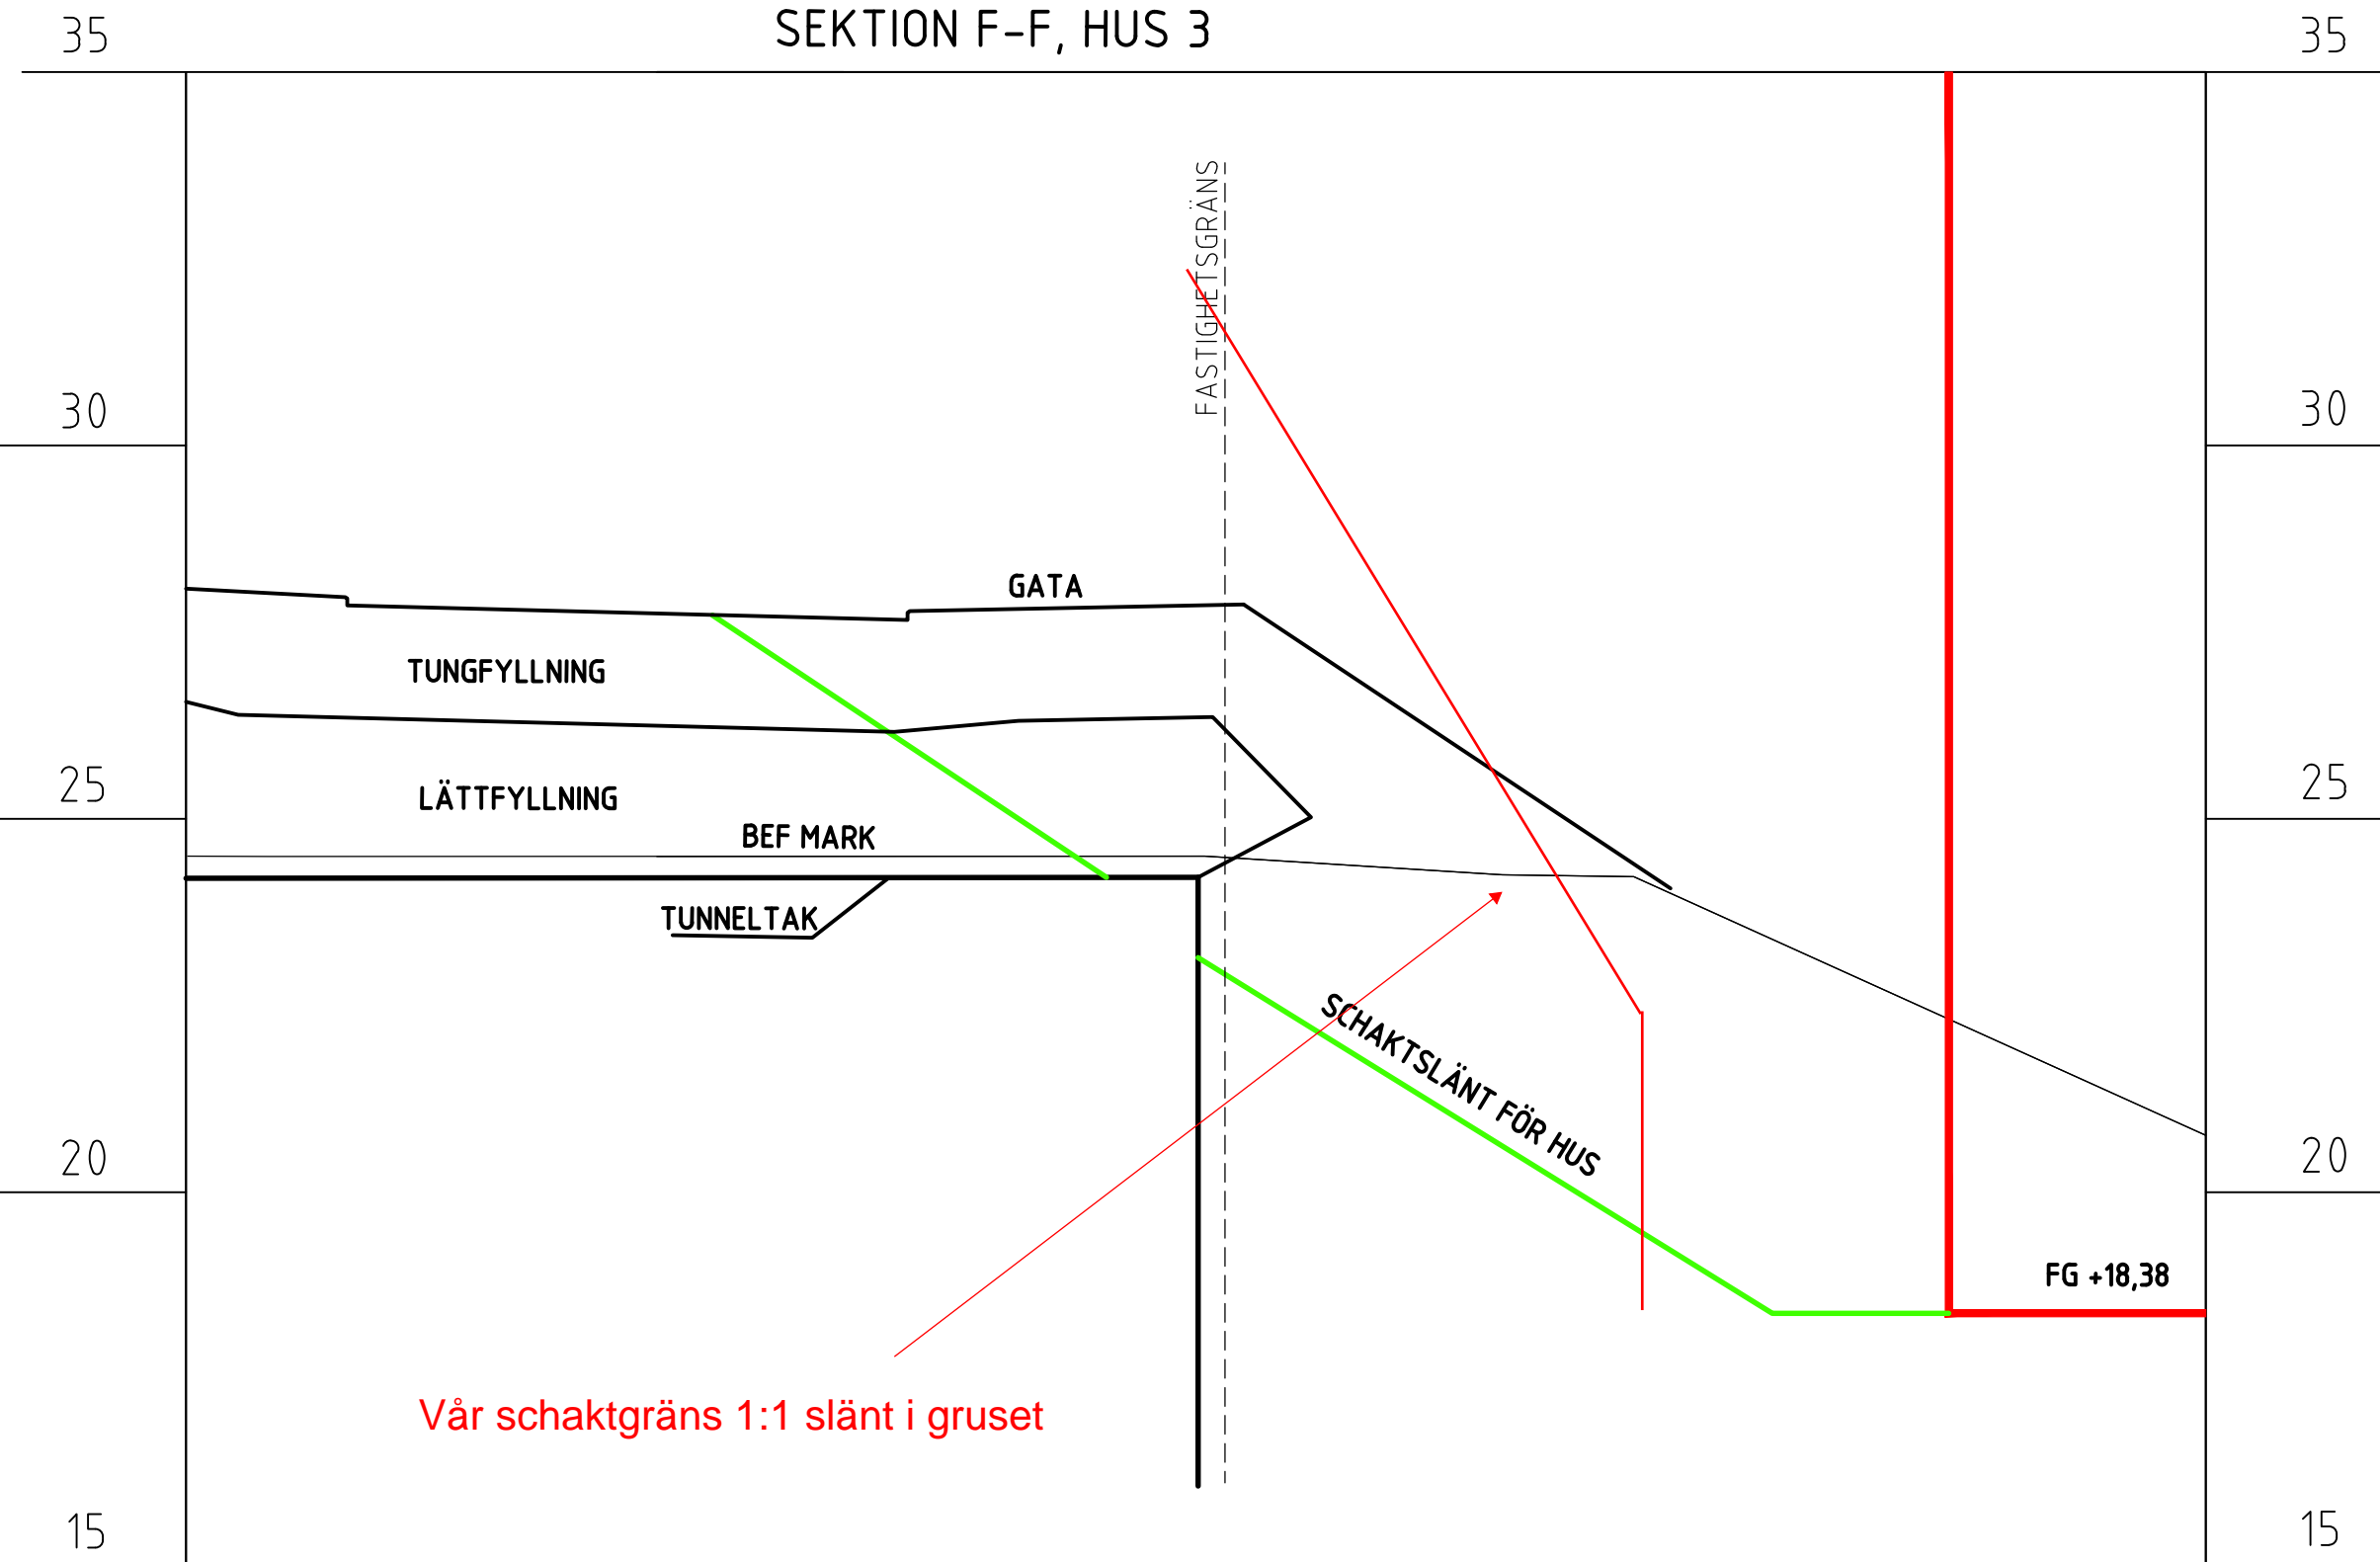 SEKTION F-F, HUS 3
35
35
FASTIGHETSGRÄNS
30
30
GATA
TUNGFYLLNING
25
25
LÄTTFYLLNING
BEF MARK
TUNNELTAK
SCHAKTSLÄNT FÖR HUS
20
20
FG +18,38
Vår schaktgräns 1:1 slänt i gruset
15
15